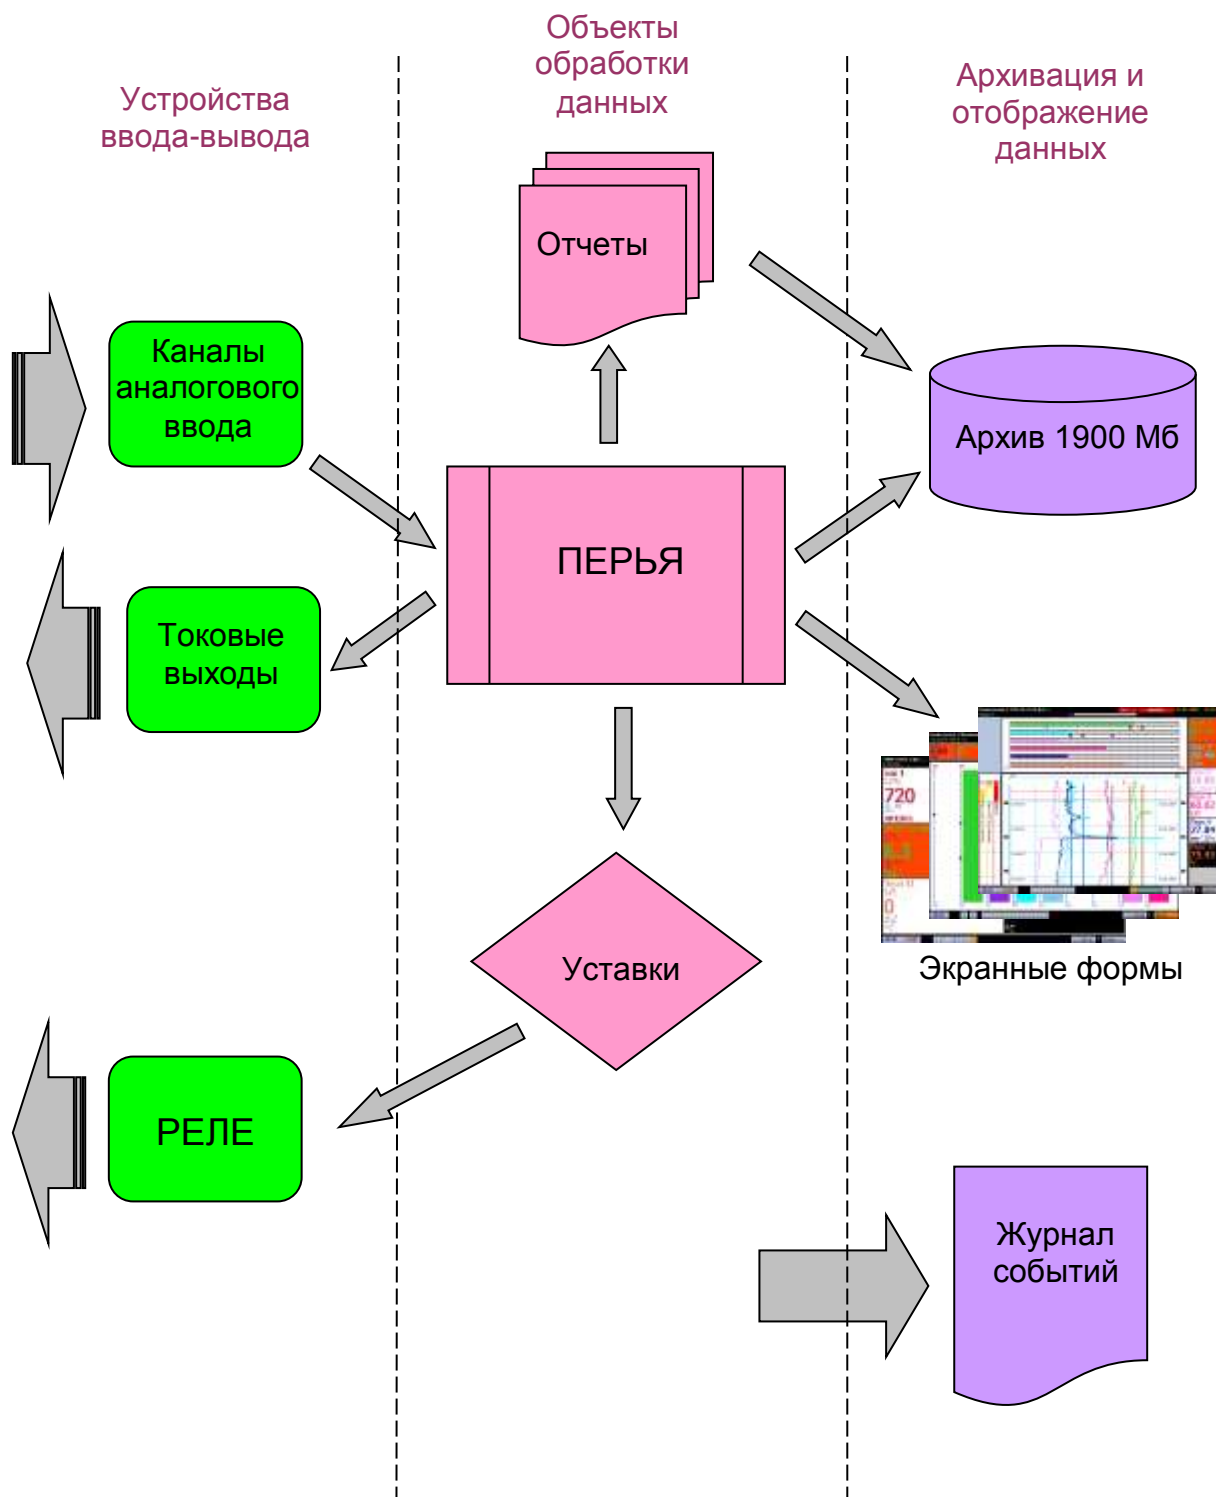 Устройства
ввода-вывода
Объекты
обработки
данных
Архивация и
отображение
данных
Отчеты
Каналы
аналогового
ввода
Архив 1900 Мб
ПЕРЬЯ
Токовые
выходы
720
Экранные формы
Уставки
РЕЛЕ
Журнал
событий